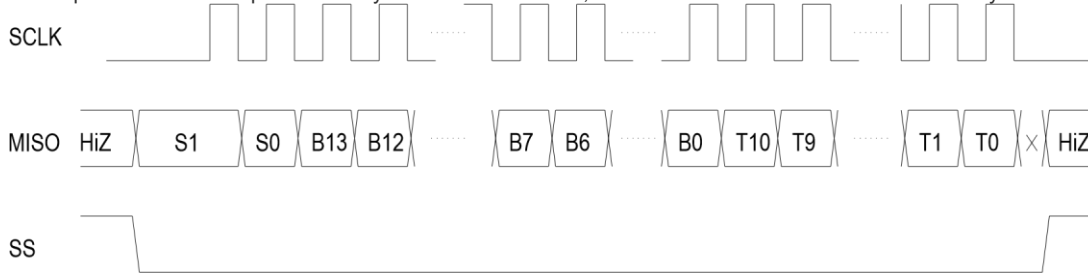 SCLK
MISO HiZ S1 S0 B13 B12 ...... B7 B6 ...... B0 T10 T9 ...... T1 T0 X HiZ
SS